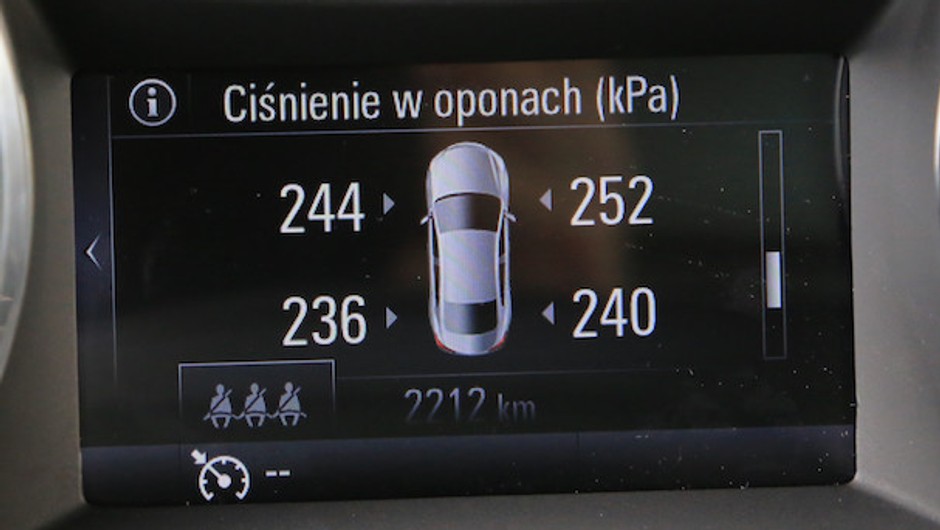 Ciśnienie w oponach (kPa)
244 252
236 240
2212 km
--